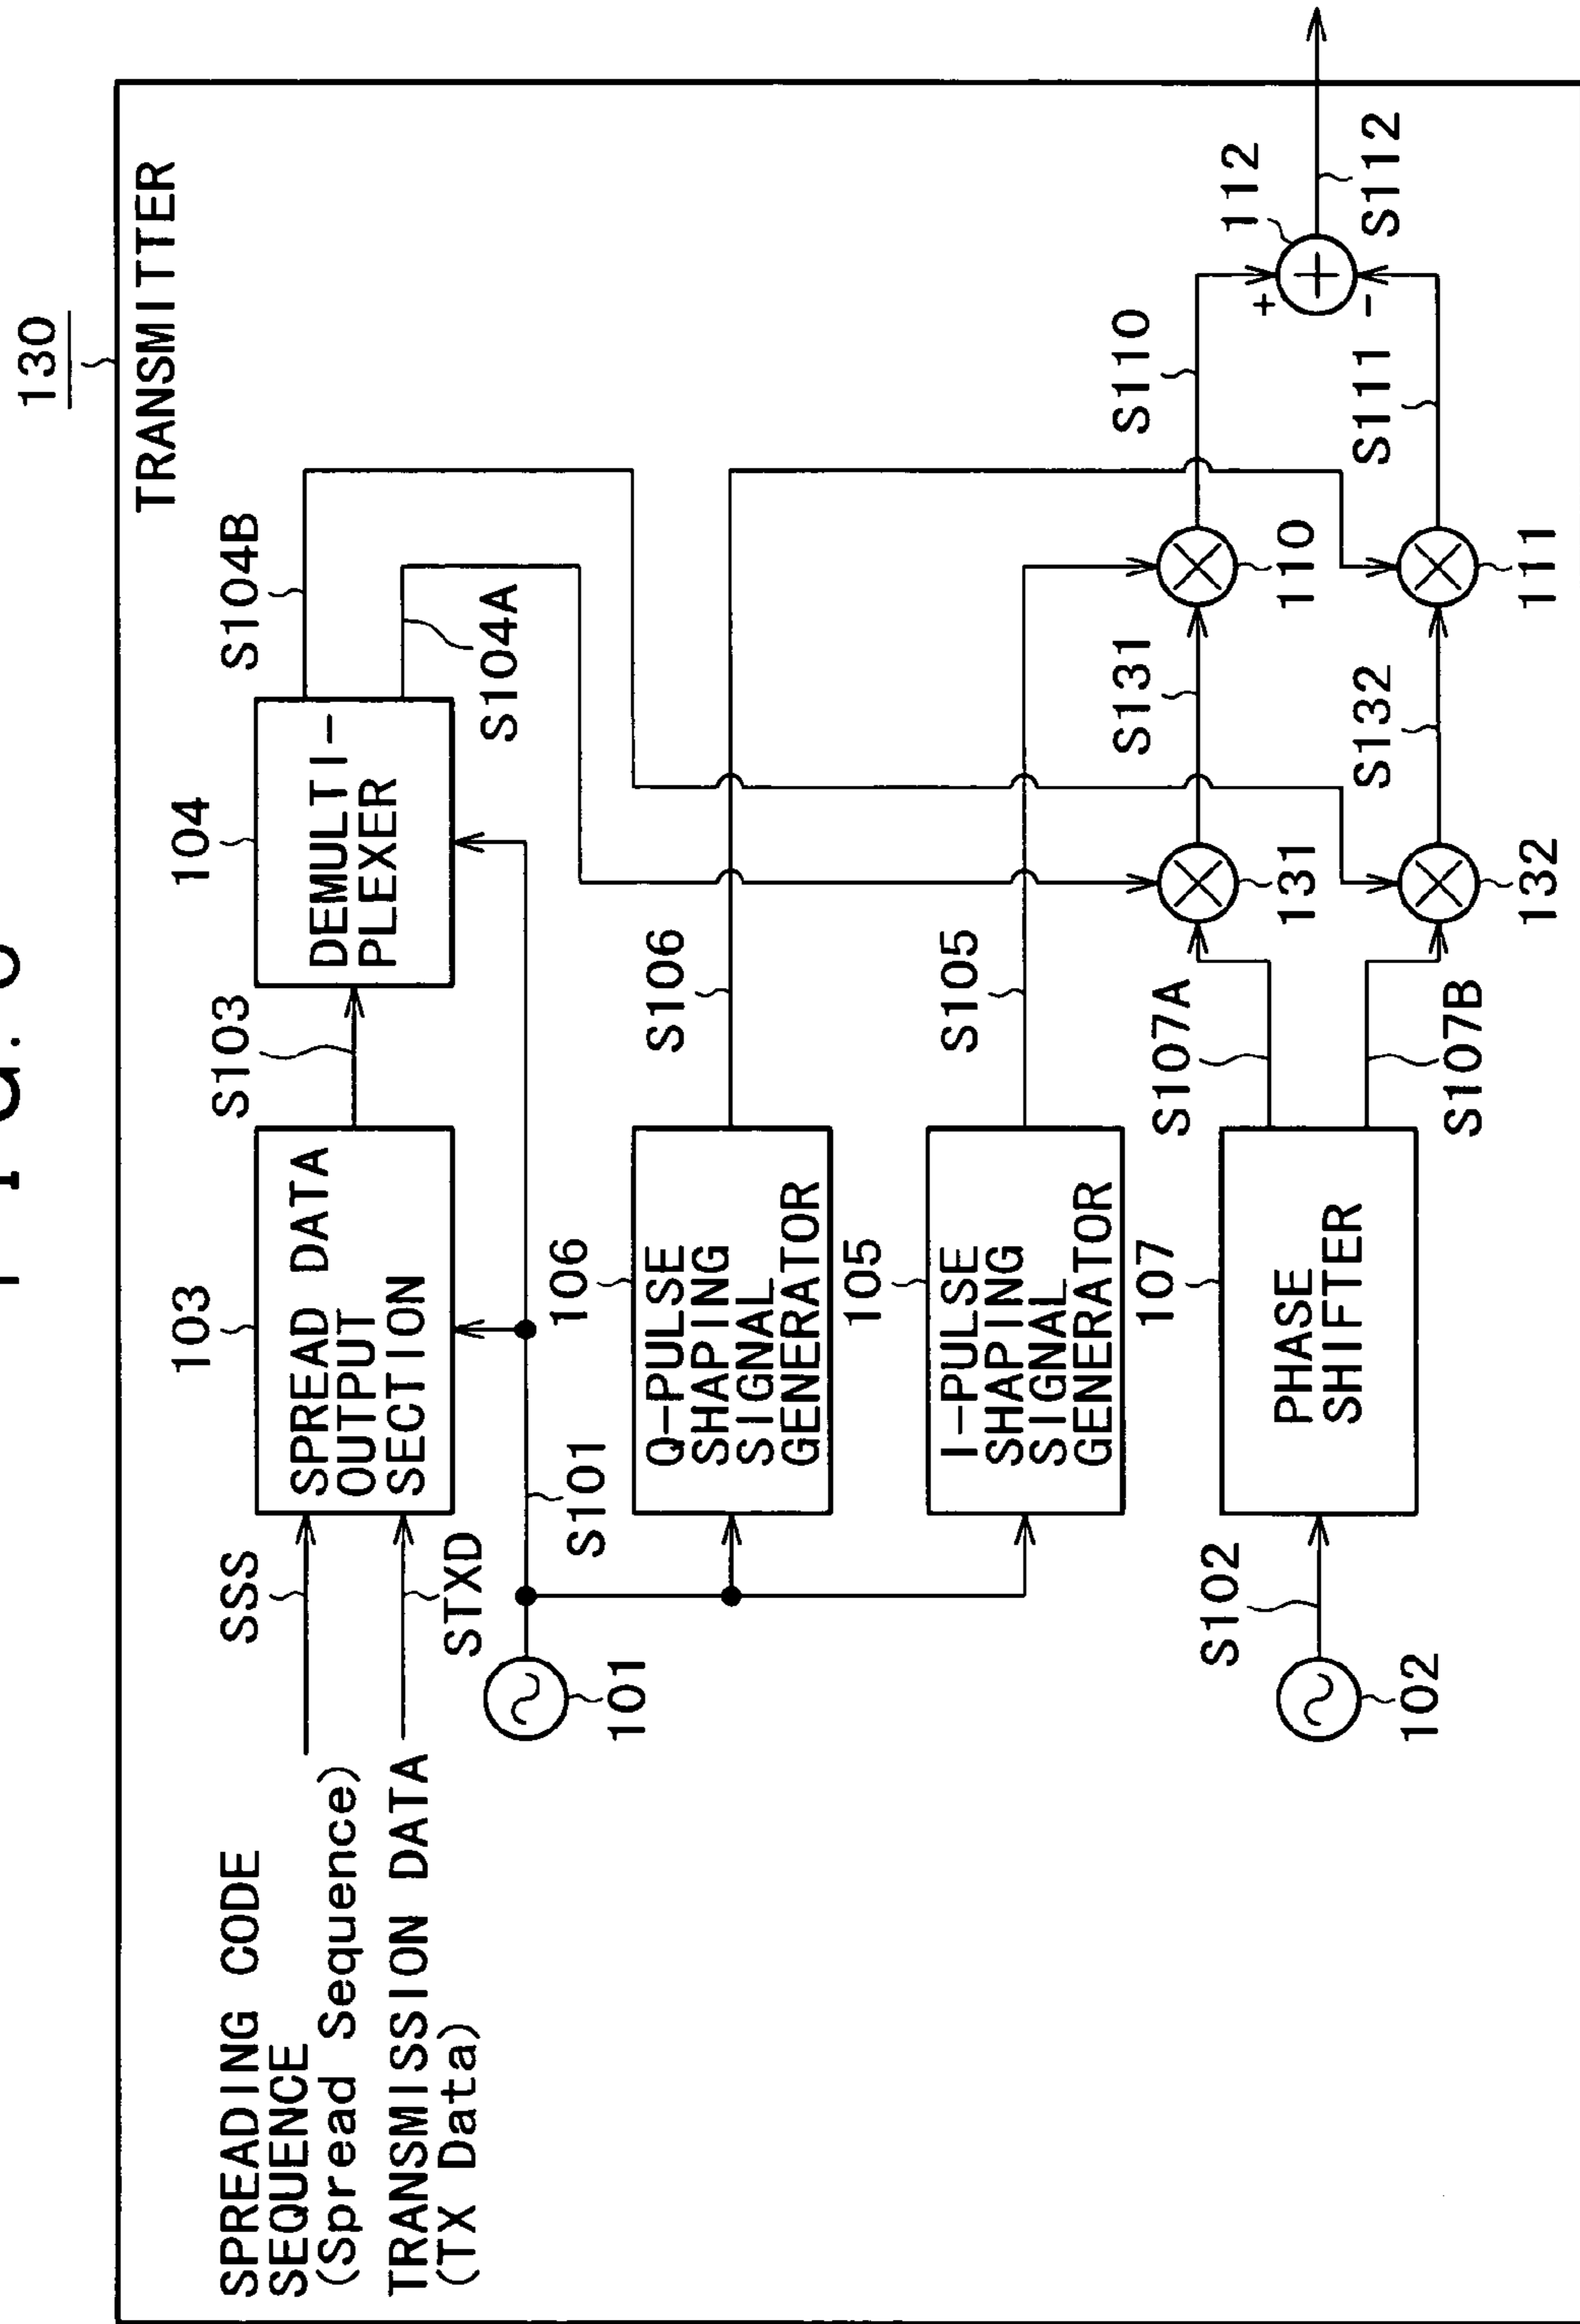 130
TRANSMITTER
SPREADING CODE
SEQUENCE
(Spread Sequence)
TRANSMISSION DATA
(TX Data)
SSS
STXD
103
SPREAD DATA
OUTPUT
SECTION
S103
104
DEMULTI-
PLEXER
S104B
S104A
101
S101
106
Q-PULSE
SHAPING
SIGNAL
GENERATOR
S106
105
I-PULSE
SHAPING
SIGNAL
GENERATOR
S105
102
S102
107
PHASE
SHIFTER
S107A
S107B
131
S131
132
S132
110
S110
111
S111
+
-
112
S112